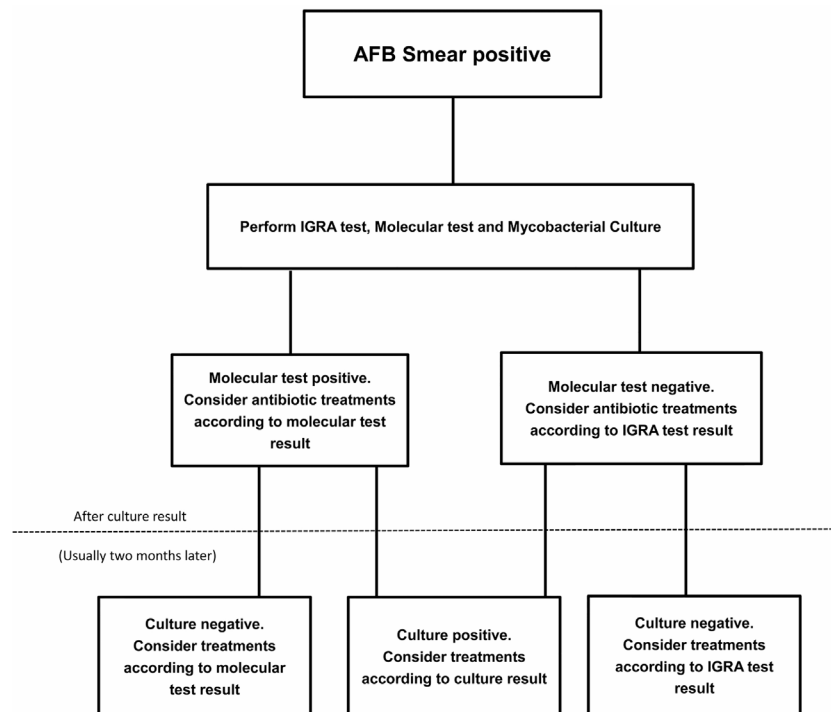 AFB Smear positive
Perform IGRA test, Molecular test and Mycobacterial Culture
Molecular test positive.
Consider antibiotic treatments
according to molecular test
result
Molecular test negative.
Consider antibiotic treatments
according to IGRA test result
After culture result
(Usually two months later)
Culture negative.
Consider treatments
according to molecular
test result
Culture positive.
Consider treatments
according to culture result
Culture negative.
Consider treatments
according to IGRA test
result